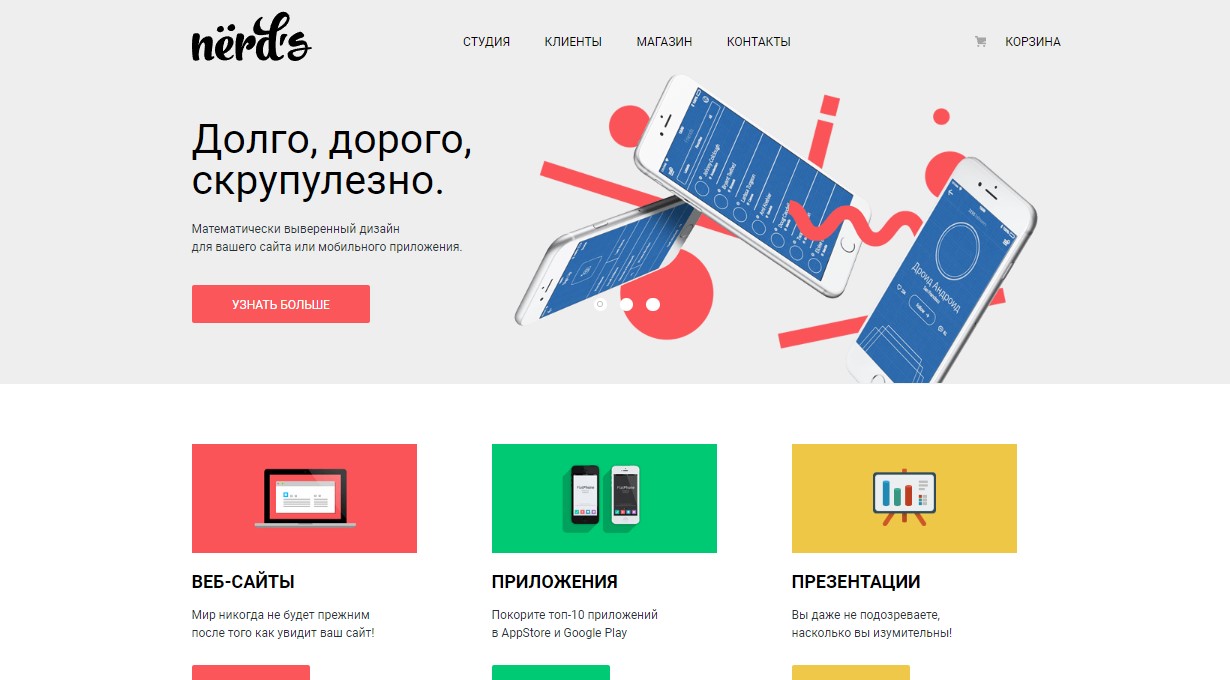 nërd's
СТУДИЯ КЛИЕНТЫ МАГАЗИН КОНТАКТЫ КОРЗИНА
Долго, дорого,
скрупулезно.
Математически выверенный дизайн
для вашего сайта или мобильного приложения.
УЗНАТЬ БОЛЬШЕ
Дроид Андроид
ВЕБ-САЙТЫ ПРИЛОЖЕНИЯ ПРЕЗЕНТАЦИИ
Мир никогда не будет прежним
после того как увидит ваш сайт!
Покорите топ-10 приложений
в AppStore и Google Play
Вы даже не подозреваете,
насколько вы изумительны!